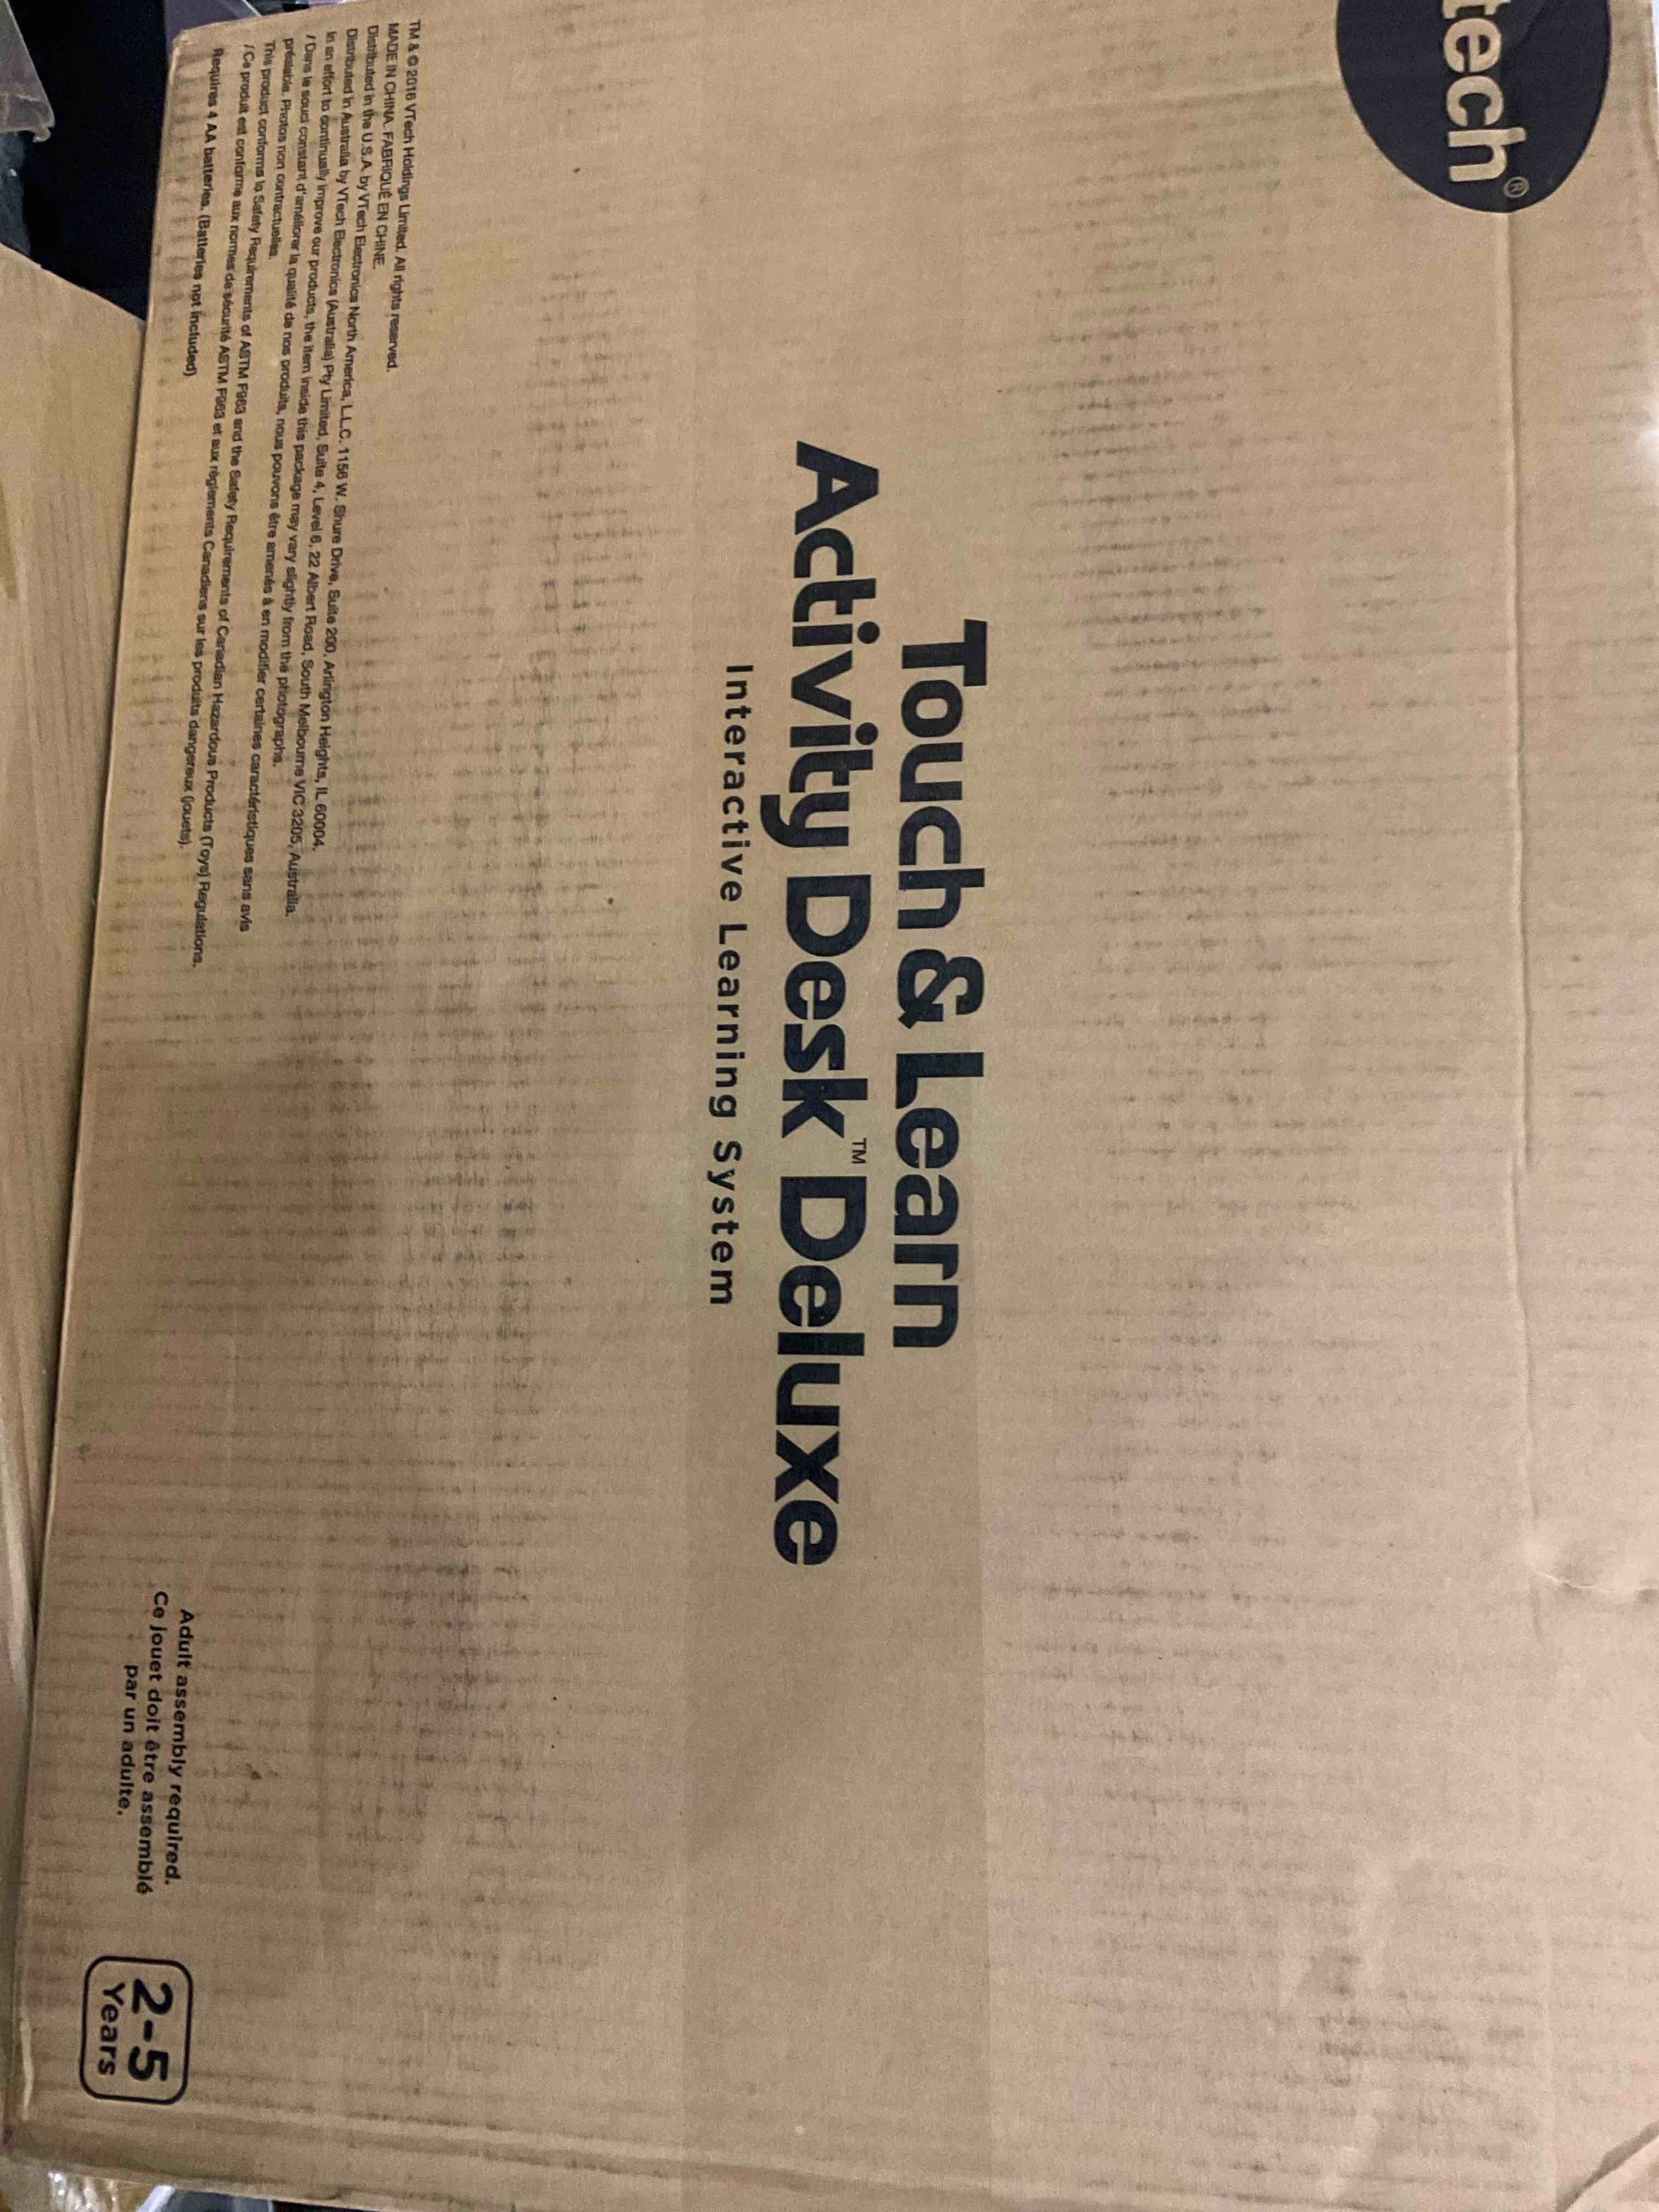 tech®
Touch & Learn
Activity Desk™ Deluxe
Interactive Learning System
TM & © 2016 VTech Holdings Limited. All rights reserved.
MADE IN CHINA. FABRIQUÉ EN CHINE.
Distributed in the U.S.A. by VTech Electronics North America, L.L.C. 1156 W. Shure Drive, Suite 200, Arlington Heights, IL 60004.
Distributed in Australia by VTech Electronics (Australia) Pty Limited, Suite 4, Level 6, 22 Albert Road, South Melbourne VIC 3205, Australia.
In an effort to continually improve our products, the item inside this package may vary slightly from the photographs.
/ Dans le souci constant d'améliorer la qualité de nos produits, nous pouvons être amenés à en modifier certaines caractéristiques sans avis
préalable. Photos non contractuelles.
This product conforms to Safety Requirements of ASTM F963 and the Safety Requirements of Canadian Hazardous Products (Toys) Regulations.
/ Ce produit est conforme aux normes de sécurité ASTM F963 et aux règlements Canadiens sur les produits dangereux (jouets).
Requires 4 AA batteries. (Batteries not included)
Adult assembly required.
Ce jouet doit être assemblé
par un adulte.
2-5
Years